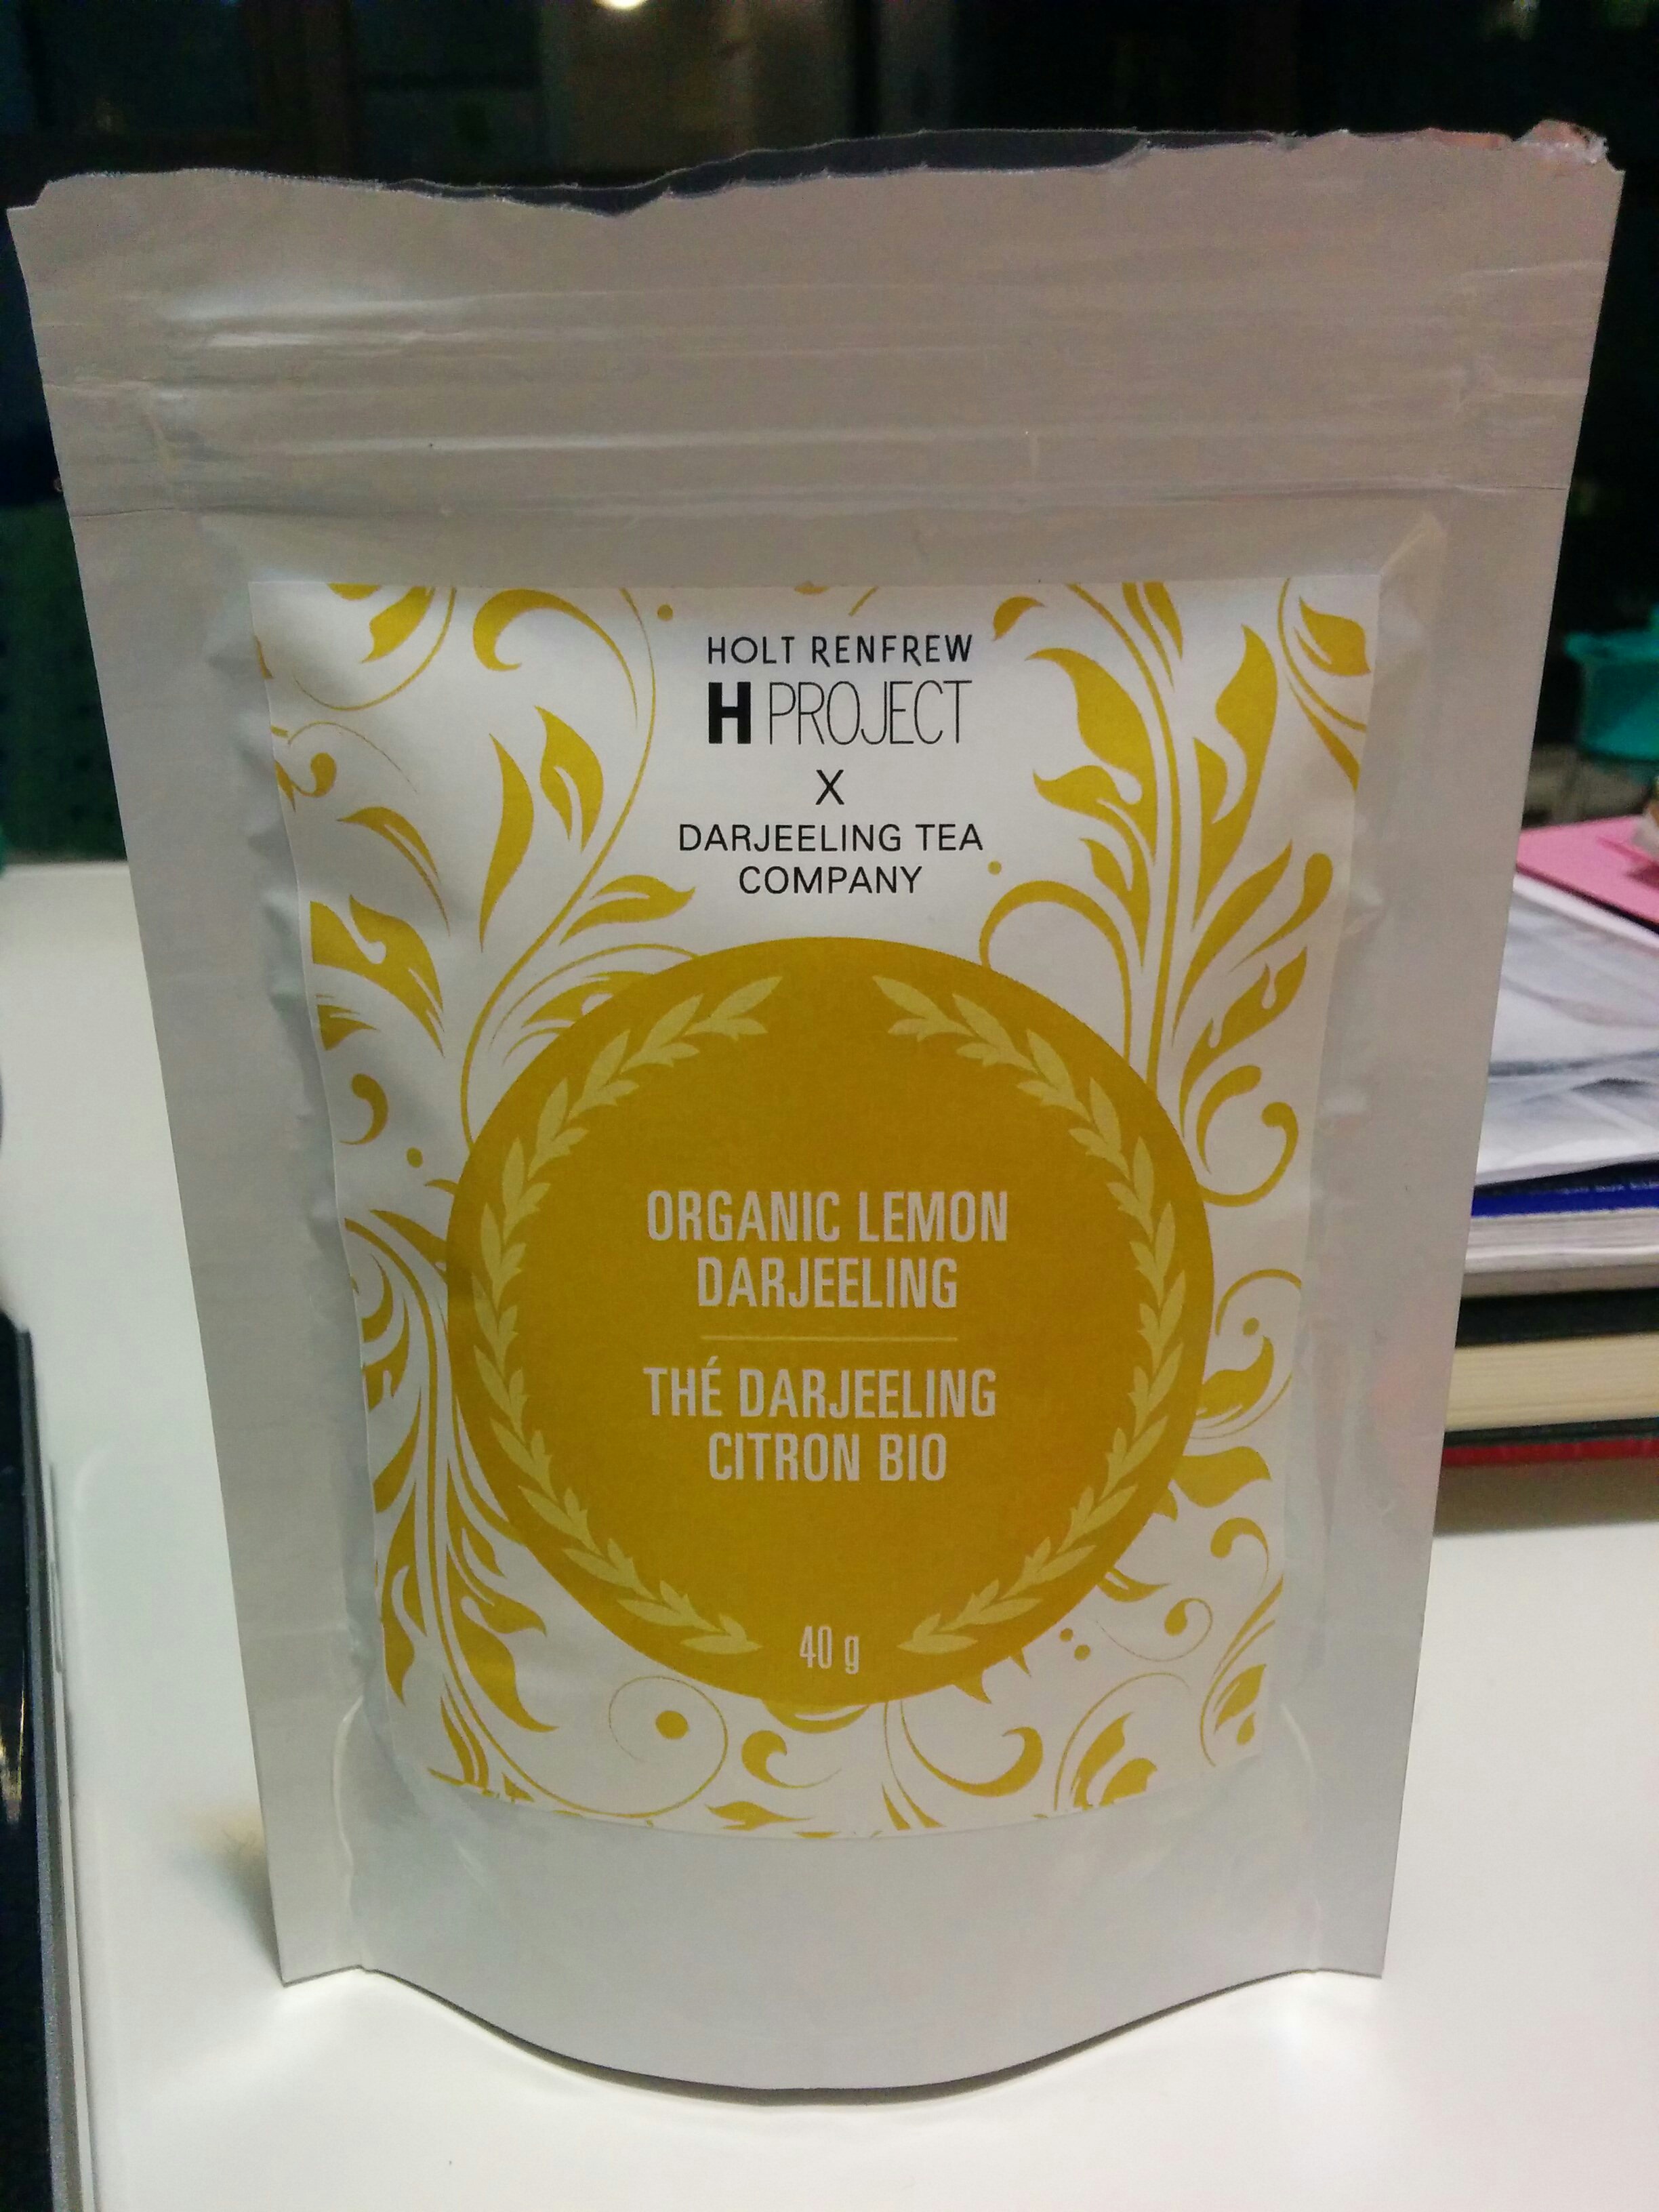 HOLT RENFREW
H PROJECT
X
DARJEELING TEA
COMPANY
ORGANIC LEMON
DARJEELING
THÉ DARJEELING
CITRON BIO
40 g